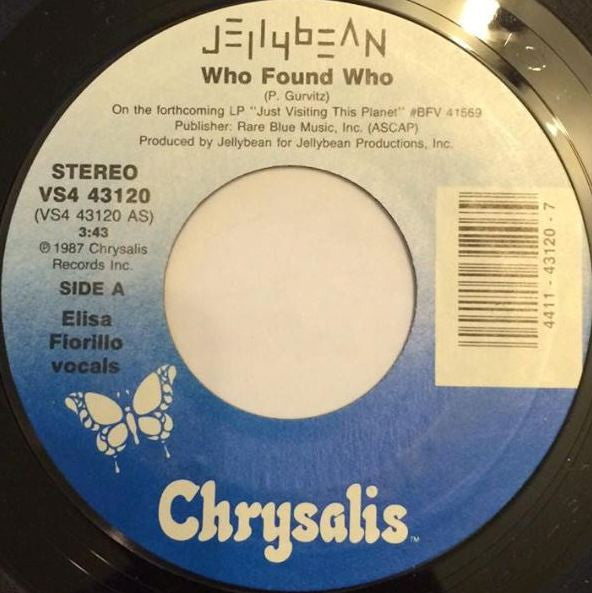 JELLYBEAN
Who Found Who
(P. Gurvitz)
On the forthcoming LP "Just Visiting This Planet" #BFV 41569
Publisher: Rare Blue Music, Inc. (ASCAP)
Produced by Jellybean for Jellybean Productions, Inc.
STEREO
VS4 43120
(VS4 43120 AS)
3:43
℗ 1987 Chrysalis
Records Inc.
SIDE A
Elisa
Fiorillo
vocals
4411 - 43120 - 7
Chrysalis™